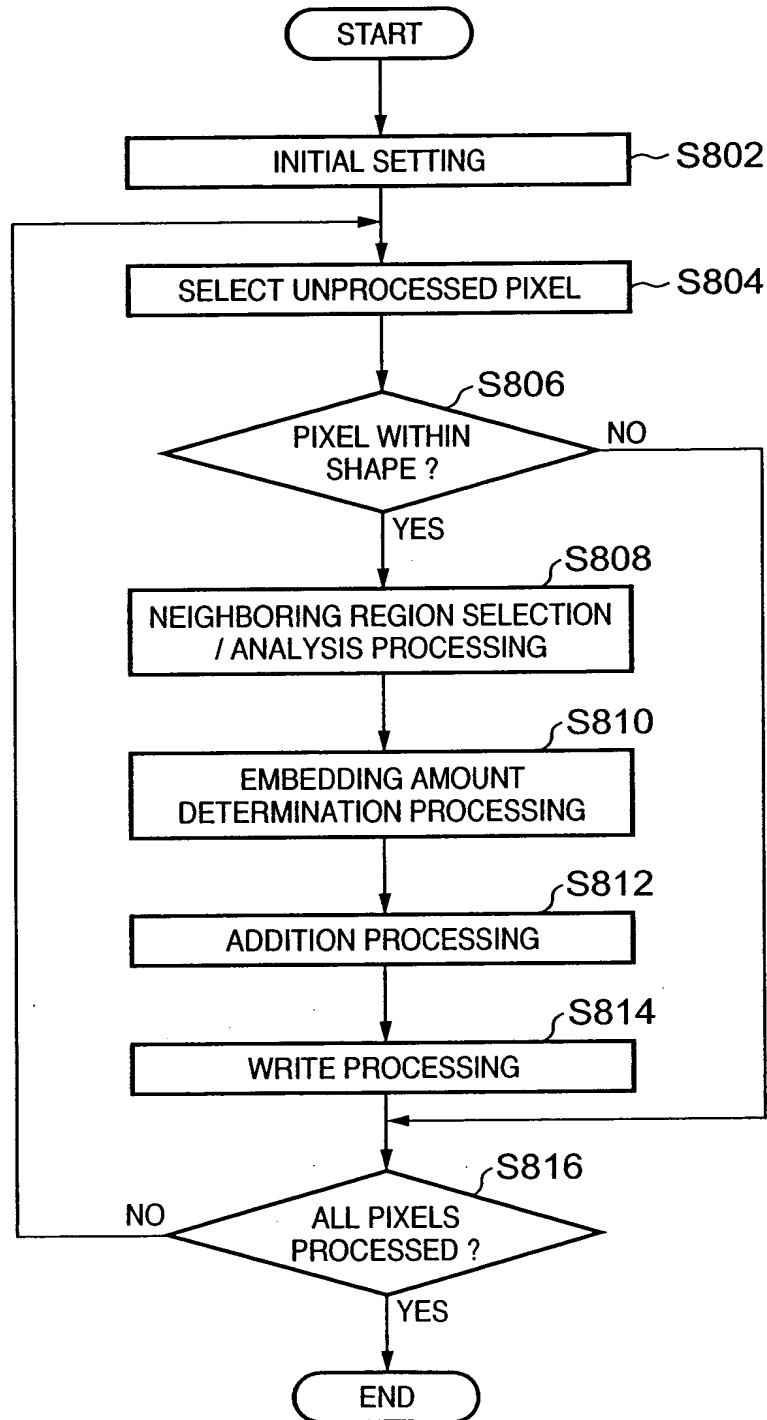 START
INITIAL SETTING
S802
SELECT UNPROCESSED PIXEL
S804
S806
PIXEL WITHIN
SHAPE ?
NO
YES
S808
NEIGHBORING REGION SELECTION
/ ANALYSIS PROCESSING
S810
EMBEDDING AMOUNT
DETERMINATION PROCESSING
S812
ADDITION PROCESSING
S814
WRITE PROCESSING
S816
ALL PIXELS
PROCESSED ?
NO
YES
END